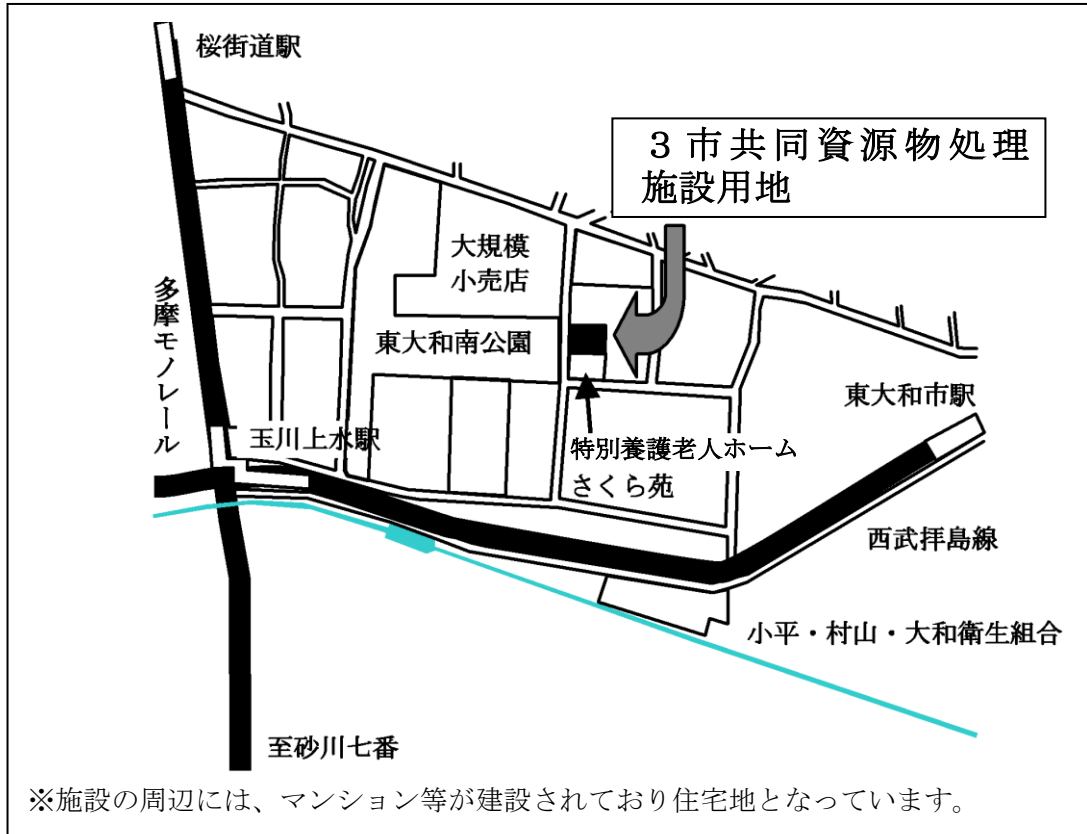 桜街道駅
3市共同資源物処理
施設用地
大規模
小売店
多摩モノレール
東大和南公園
東大和市駅
玉川上水駅
特別養護老人ホーム
さくら苑
西武拝島線
小平・村山・大和衛生組合
至砂川七番
※施設の周辺には、マンション等が建設されており住宅地となっています。